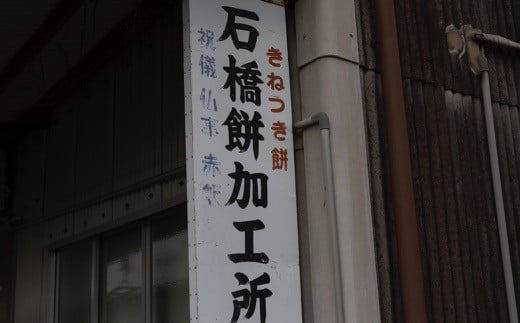 きねつき餅
石橋餅加工所
祝儀 仏事 赤飯